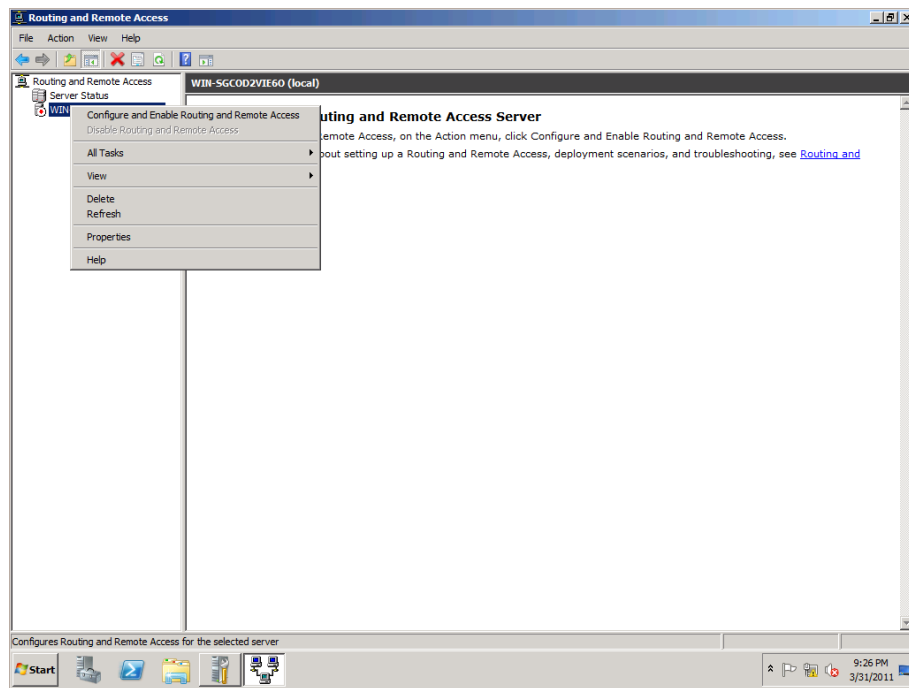 Routing and Remote Access
File Action View Help
Routing and Remote Access
Server Status
WIN
WIN-SGCOD2VIE6O (local)
Configure and Enable Routing and Remote Access
Disable Routing and Remote Access
All Tasks
View
Delete
Refresh
Properties
Help
uting and Remote Access Server
emote Access, on the Action menu, click Configure and Enable Routing and Remote Access.
bout setting up a Routing and Remote Access, deployment scenarios, and troubleshooting, see Routing and
Configures Routing and Remote Access for the selected server
Start
9:26 PM
3/31/2011